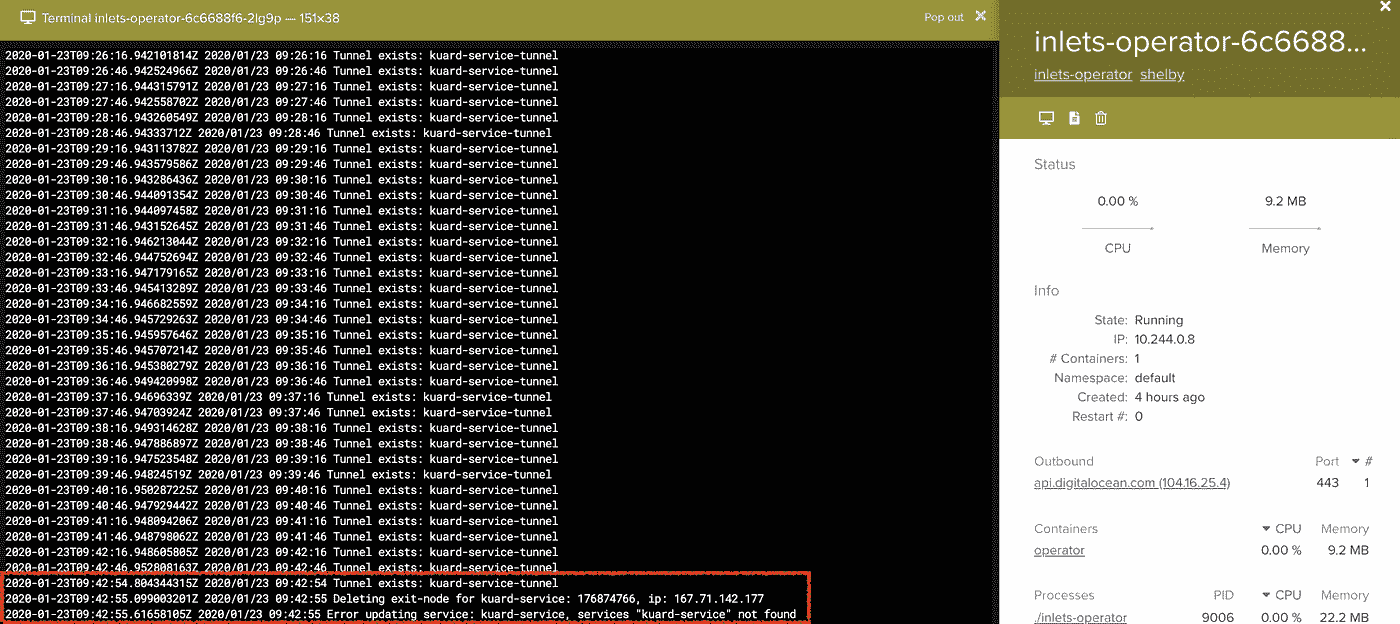 Terminal inlets-operator-6c6688f6-2lg9p — 151×38
Pop out
2020-01-23T09:26:16.942101814Z 2020/01/23 09:26:16 Tunnel exists: kuard-service-tunnel
2020-01-23T09:26:46.942524966Z 2020/01/23 09:26:46 Tunnel exists: kuard-service-tunnel
2020-01-23T09:27:16.944315791Z 2020/01/23 09:27:16 Tunnel exists: kuard-service-tunnel
2020-01-23T09:27:46.942558702Z 2020/01/23 09:27:46 Tunnel exists: kuard-service-tunnel
2020-01-23T09:28:16.943260549Z 2020/01/23 09:28:16 Tunnel exists: kuard-service-tunnel
2020-01-23T09:28:46.94333712Z 2020/01/23 09:28:46 Tunnel exists: kuard-service-tunnel
2020-01-23T09:29:16.943113782Z 2020/01/23 09:29:16 Tunnel exists: kuard-service-tunnel
2020-01-23T09:29:46.943579586Z 2020/01/23 09:29:46 Tunnel exists: kuard-service-tunnel
2020-01-23T09:30:16.943286436Z 2020/01/23 09:30:16 Tunnel exists: kuard-service-tunnel
2020-01-23T09:30:46.944091354Z 2020/01/23 09:30:46 Tunnel exists: kuard-service-tunnel
2020-01-23T09:31:16.944097458Z 2020/01/23 09:31:16 Tunnel exists: kuard-service-tunnel
2020-01-23T09:31:46.943152645Z 2020/01/23 09:31:46 Tunnel exists: kuard-service-tunnel
2020-01-23T09:32:16.946213044Z 2020/01/23 09:32:16 Tunnel exists: kuard-service-tunnel
2020-01-23T09:32:46.944752694Z 2020/01/23 09:32:46 Tunnel exists: kuard-service-tunnel
2020-01-23T09:33:16.947179165Z 2020/01/23 09:33:16 Tunnel exists: kuard-service-tunnel
2020-01-23T09:33:46.945413289Z 2020/01/23 09:33:46 Tunnel exists: kuard-service-tunnel
2020-01-23T09:34:16.946682559Z 2020/01/23 09:34:16 Tunnel exists: kuard-service-tunnel
2020-01-23T09:34:46.945729263Z 2020/01/23 09:34:46 Tunnel exists: kuard-service-tunnel
2020-01-23T09:35:16.945957646Z 2020/01/23 09:35:16 Tunnel exists: kuard-service-tunnel
2020-01-23T09:35:46.945707214Z 2020/01/23 09:35:46 Tunnel exists: kuard-service-tunnel
2020-01-23T09:36:16.945380279Z 2020/01/23 09:36:16 Tunnel exists: kuard-service-tunnel
2020-01-23T09:36:46.949420998Z 2020/01/23 09:36:46 Tunnel exists: kuard-service-tunnel
2020-01-23T09:37:16.94696339Z 2020/01/23 09:37:16 Tunnel exists: kuard-service-tunnel
2020-01-23T09:37:46.94703924Z 2020/01/23 09:37:46 Tunnel exists: kuard-service-tunnel
2020-01-23T09:38:16.949314628Z 2020/01/23 09:38:16 Tunnel exists: kuard-service-tunnel
2020-01-23T09:38:46.947886897Z 2020/01/23 09:38:46 Tunnel exists: kuard-service-tunnel
2020-01-23T09:39:16.947523548Z 2020/01/23 09:39:16 Tunnel exists: kuard-service-tunnel
2020-01-23T09:39:46.94824519Z 2020/01/23 09:39:46 Tunnel exists: kuard-service-tunnel
2020-01-23T09:40:16.950287225Z 2020/01/23 09:40:16 Tunnel exists: kuard-service-tunnel
2020-01-23T09:40:46.947929442Z 2020/01/23 09:40:46 Tunnel exists: kuard-service-tunnel
2020-01-23T09:41:16.948094206Z 2020/01/23 09:41:16 Tunnel exists: kuard-service-tunnel
2020-01-23T09:41:46.948798062Z 2020/01/23 09:41:46 Tunnel exists: kuard-service-tunnel
2020-01-23T09:42:16.948605805Z 2020/01/23 09:42:16 Tunnel exists: kuard-service-tunnel
2020-01-23T09:42:46.952808163Z 2020/01/23 09:42:46 Tunnel exists: kuard-service-tunnel
2020-01-23T09:42:54.804344315Z 2020/01/23 09:42:54 Tunnel exists: kuard-service-tunnel
2020-01-23T09:42:55.099003201Z 2020/01/23 09:42:55 Deleting exit-node for kuard-service: 176874766, ip: 167.71.142.177
2020-01-23T09:42:55.61658105Z 2020/01/23 09:42:55 Error updating service: kuard-service, services "kuard-service" not found
inlets-operator-6c6688...
inlets-operator shelby
Status
0.00 % 9.2 MB
CPU Memory
Info
State: Running
IP: 10.244.0.8
# Containers: 1
Namespace: default
Created: 4 hours ago
Restart #: 0
Outbound Port #
api.digitalocean.com (104.16.25.4) 443 1
Containers CPU Memory
operator 0.00 % 9.2 MB
Processes PID CPU Memory
./inlets-operator 9006 0.00 % 22.2 MB